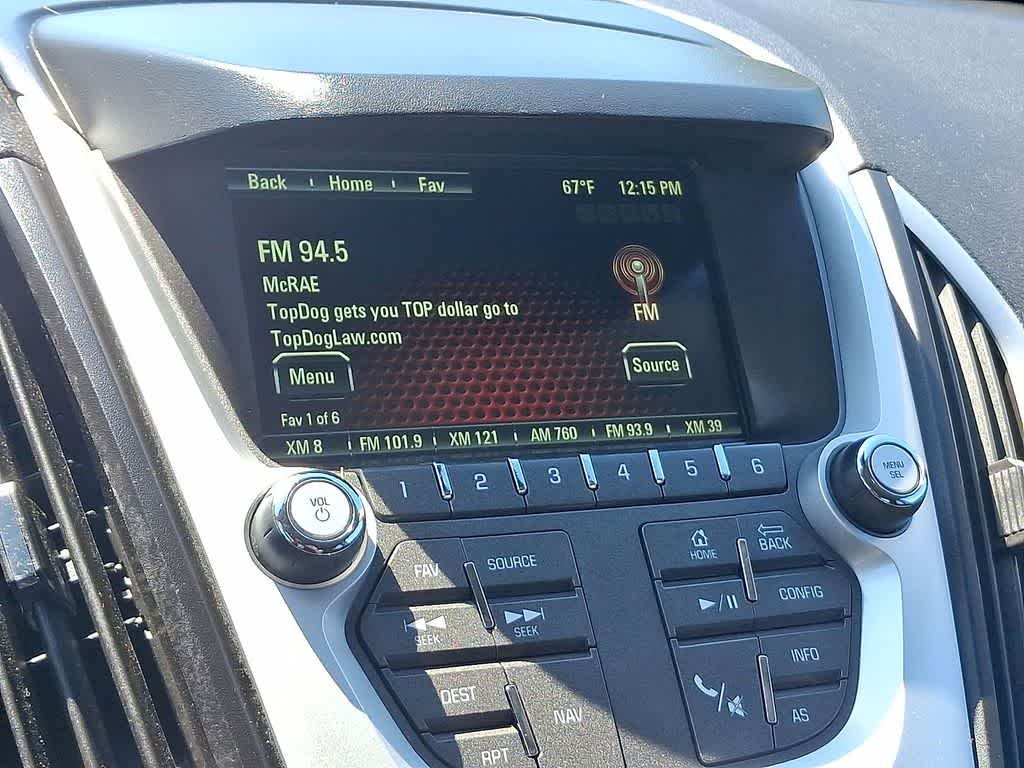 Back Home Fav 67°F 12:15 PM
FM 94.5
McRAE
TopDog gets you TOP dollar go to
TopDogLaw.com
FM
Menu
Source
Fav 1 of 6
XM 8 FM 101.9 XM 121 AM 760 FM 93.9 XM 39
1 2 3 4 5 6
VOL
MENU
SEL
FAV SOURCE
SEEK SEEK
DEST
NAV
RPT
HOME BACK
CONFIG
INFO
AS